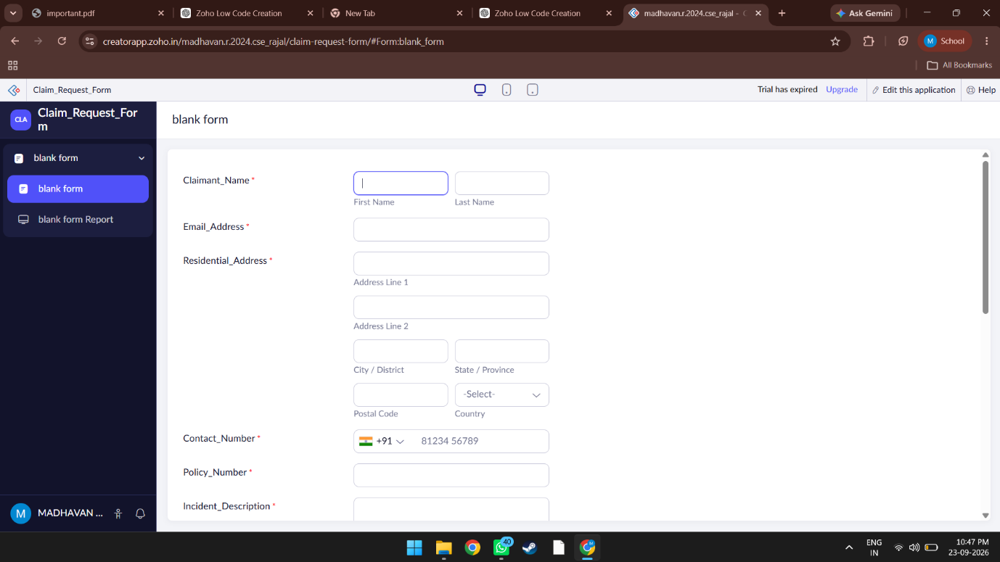 important.pdf
Zoho Low Code Creation
New Tab
Zoho Low Code Creation
madhavan.r.2024.cse_rajal -
Ask Gemini
creatorapp.zoho.in/madhavan.r.2024.cse_rajal/claim-request-form/#Form:blank_form
M School
All Bookmarks
Claim_Request_Form
Trial has expired Upgrade Edit this application Help
CLA Claim_Request_For
m
blank form
blank form
blank form
blank form Report
Claimant_Name *
First Name Last Name
Email_Address *
Residential_Address *
Address Line 1
Address Line 2
City / District State / Province
-Select-
Postal Code Country
Contact_Number * +91 81234 56789
Policy_Number *
Incident_Description *
M MADHAVAN ...
40
M
ENG
IN
10:47 PM
23-09-2026